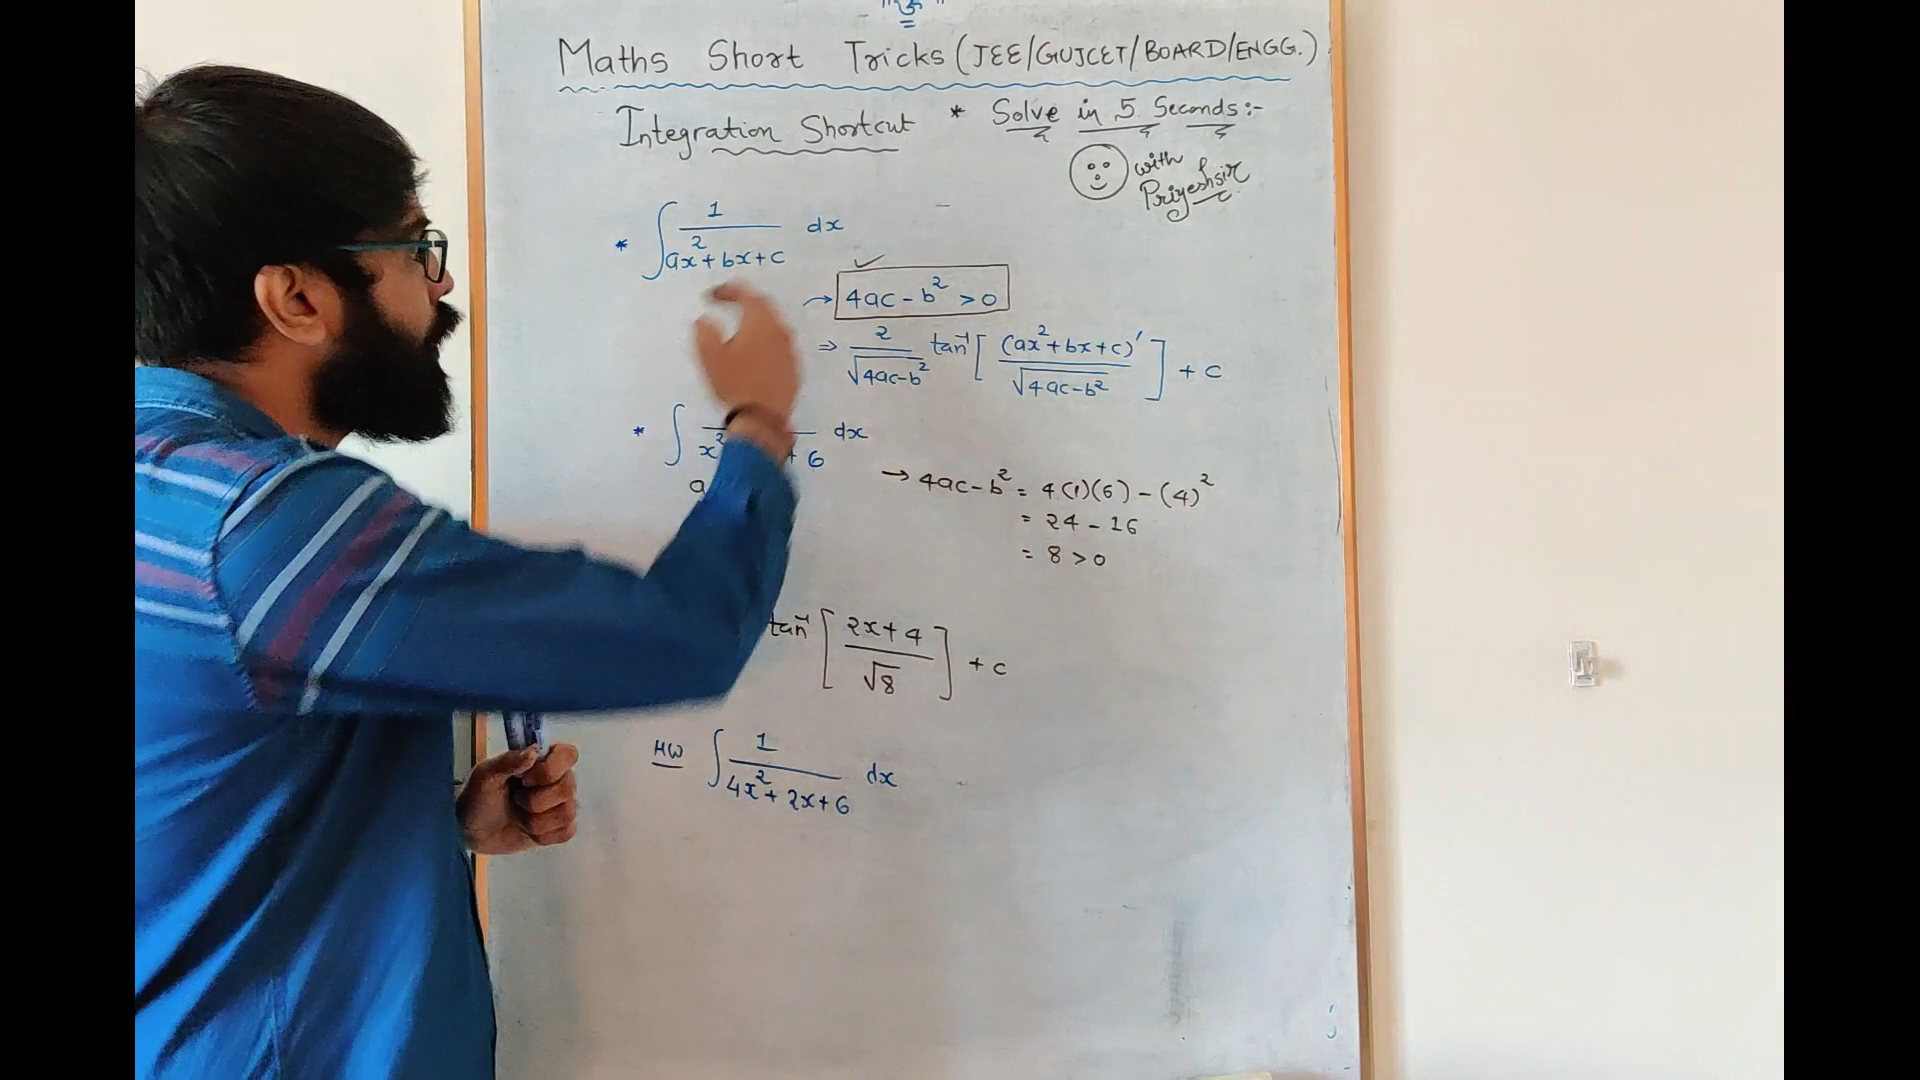 "ૐ"
Maths Short Tricks (JEE/GUJCET/BOARD/ENGG.)
Integration Shortcut * Solve in 5 Seconds:-
with
Priyeshsir
* ∫ 1/(ax²+bx+c) dx
→ 4ac-b² > 0 ✓
⇒ 2/√(4ac-b²) tan⁻¹ [ (ax²+bx+c)' / √(4ac-b²) ] + c
* ∫ x² + 6 dx
a
→ 4ac-b² = 4(1)(6) - (4)²
= 24 - 16
= 8 > 0
tan⁻¹ [ (2x+4)/√8 ] + c
HW ∫ 1/(4x²+2x+6) dx